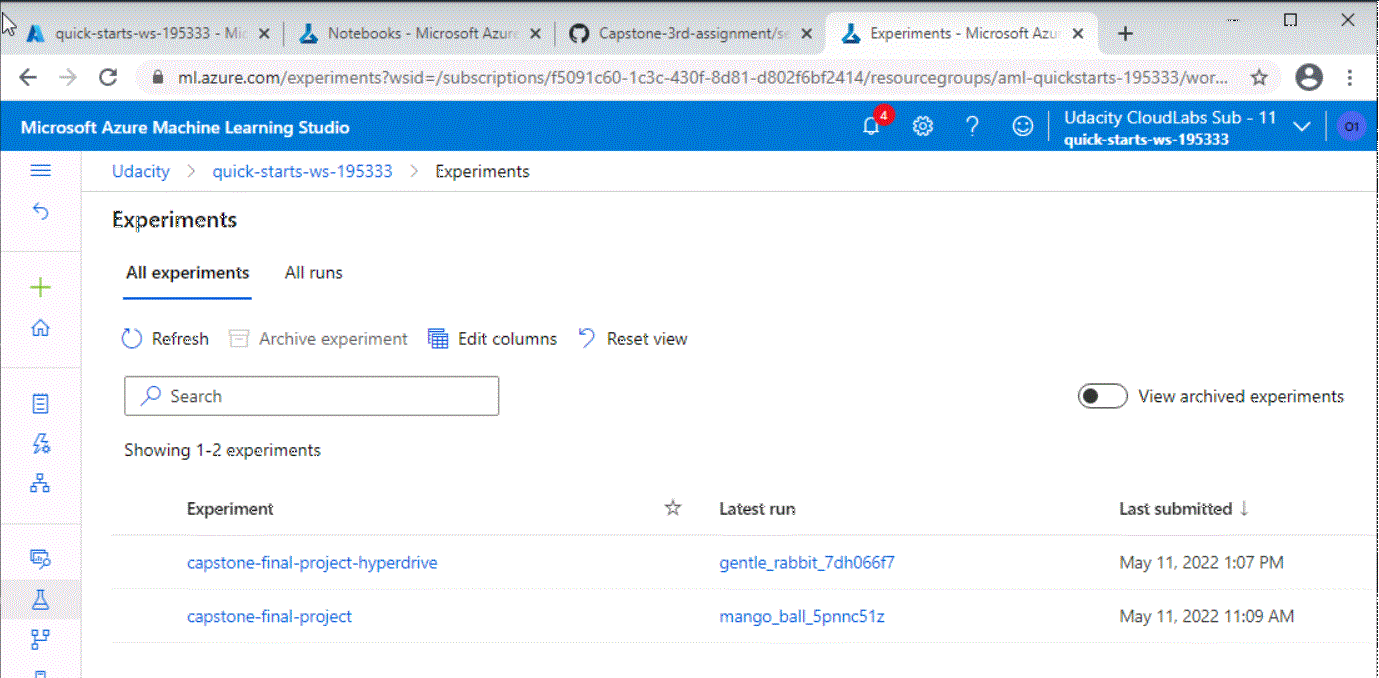 quick-starts-ws-195333 - Mic
Notebooks - Microsoft Azure
Capstone-3rd-assignment/se
Experiments - Microsoft Azu
ml.azure.com/experiments?wsid=/subscriptions/f5091c60-1c3c-430f-8d81-d802f6bf2414/resourcegroups/aml-quickstarts-195333/wor...
Microsoft Azure Machine Learning Studio
4
Udacity CloudLabs Sub - 11
quick-starts-ws-195333
O1
Udacity > quick-starts-ws-195333 > Experiments
Experiments
All experiments All runs
Refresh Archive experiment Edit columns Reset view
Search
View archived experiments
Showing 1-2 experiments
Experiment Latest run Last submitted ↓
capstone-final-project-hyperdrive gentle_rabbit_7dh066f7 May 11, 2022 1:07 PM
capstone-final-project mango_ball_5pnnc51z May 11, 2022 11:09 AM